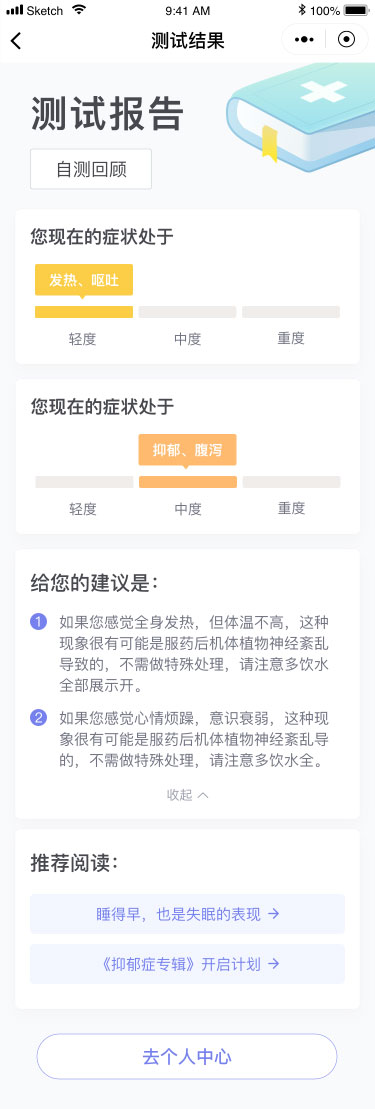 Sketch 9:41 AM 100%
测试结果
测试报告
自测回顾
您现在的症状处于
发热、呕吐
轻度 中度 重度
您现在的症状处于
抑郁、腹泻
轻度 中度 重度
给您的建议是：
1 如果您感觉全身发热，但体温不高，这种
现象很有可能是服药后机体植物神经紊乱
导致的，不需做特殊处理，请注意多饮水
全部展示开。
2 如果您感觉心情烦躁，意识衰弱，这种现
象很有可能是服药后机体植物神经紊乱导
的，不需做特殊处理，请注意多饮水全。
收起
推荐阅读：
睡得早，也是失眠的表现 →
《抑郁症专辑》开启计划 →
去个人中心